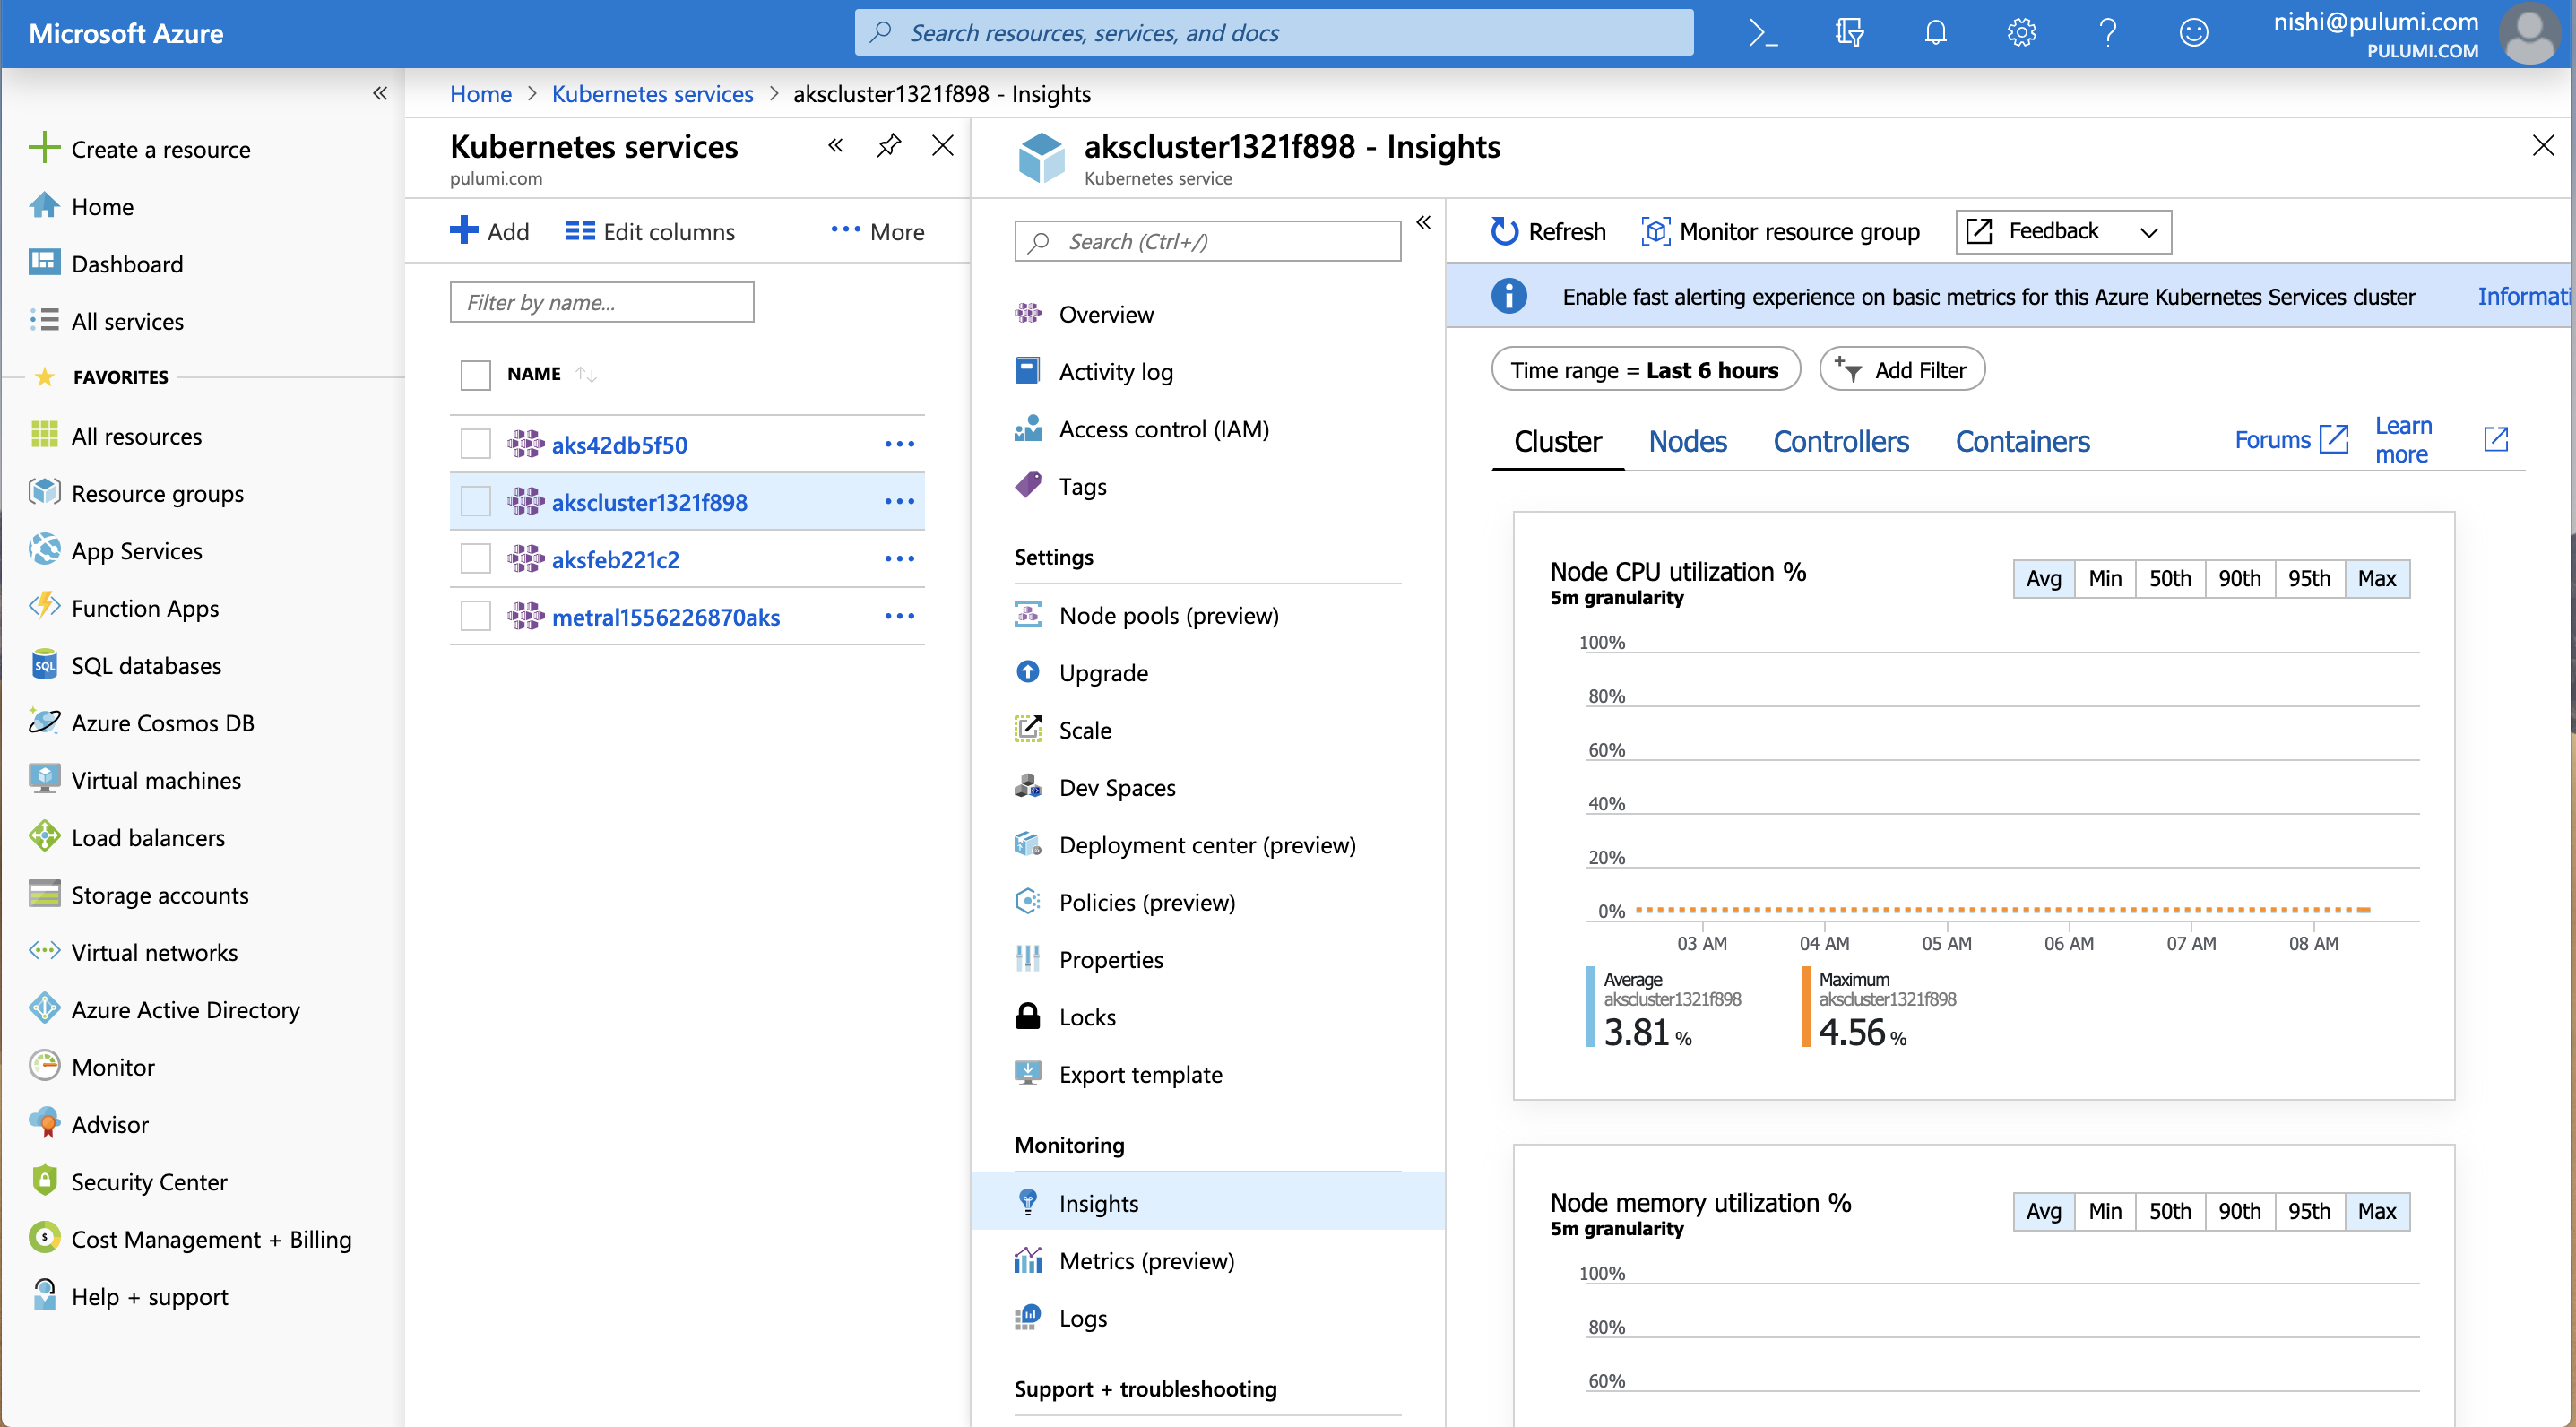 Microsoft Azure
Search resources, services, and docs
nishi@pulumi.com
PULUMI.COM
Create a resource
Home
Dashboard
All services
FAVORITES
All resources
Resource groups
App Services
Function Apps
SQL
SQL databases
Azure Cosmos DB
Virtual machines
Load balancers
Storage accounts
Virtual networks
Azure Active Directory
Monitor
Advisor
Security Center
Cost Management + Billing
Help + support
Home > Kubernetes services > akscluster1321f898 - Insights
Kubernetes services
pulumi.com
Add
Edit columns
More
Filter by name...
NAME
aks42db5f50
akscluster1321f898
aksfeb221c2
metral1556226870aks
akscluster1321f898 - Insights
Kubernetes service
Search (Ctrl+/)
Overview
Activity log
Access control (IAM)
Tags
Settings
Node pools (preview)
Upgrade
Scale
Dev Spaces
Deployment center (preview)
Policies (preview)
Properties
Locks
Export template
Monitoring
Insights
Metrics (preview)
Logs
Support + troubleshooting
Refresh
Monitor resource group
Feedback
Enable fast alerting experience on basic metrics for this Azure Kubernetes Services cluster
Informati
Time range = Last 6 hours
Add Filter
Cluster
Nodes
Controllers
Containers
Forums
Learn
more
Node CPU utilization %
5m granularity
Avg Min 50th 90th 95th Max
100%
80%
60%
40%
20%
0%
03 AM 04 AM 05 AM 06 AM 07 AM 08 AM
Average
akscluster1321f898
3.81 %
Maximum
akscluster1321f898
4.56 %
Node memory utilization %
5m granularity
Avg Min 50th 90th 95th Max
100%
80%
60%